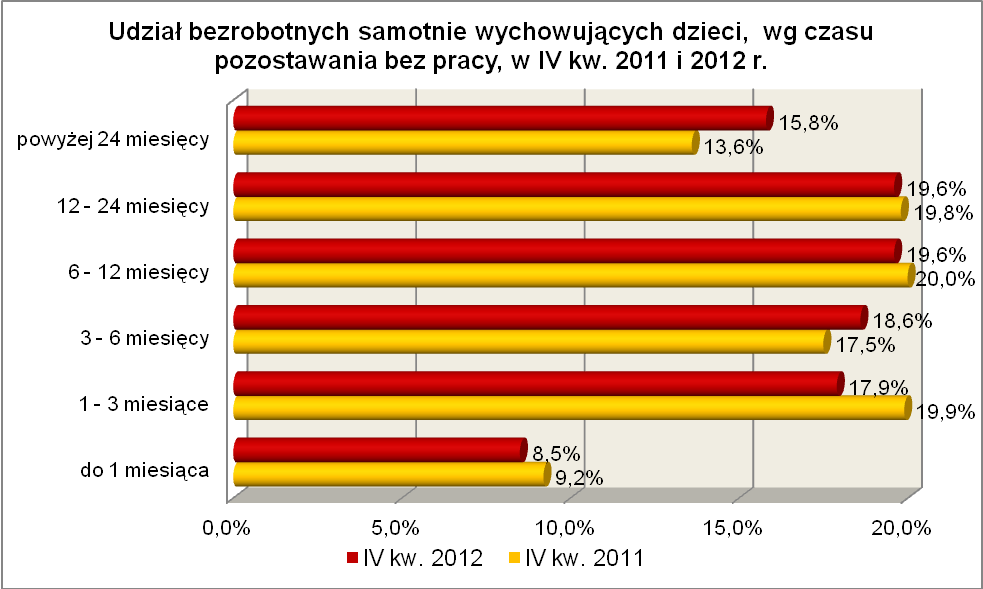 Udział bezrobotnych samotnie wychowujących dzieci, wg czasu
pozostawania bez pracy, w IV kw. 2011 i 2012 r.
powyżej 24 miesięcy
15,8%
13,6%
12 - 24 miesięcy
19,6%
19,8%
6 - 12 miesięcy
19,6%
20,0%
3 - 6 miesięcy
18,6%
17,5%
1 - 3 miesiące
17,9%
19,9%
do 1 miesiąca
8,5%
9,2%
0,0% 5,0% 10,0% 15,0% 20,0%
IV kw. 2012 IV kw. 2011